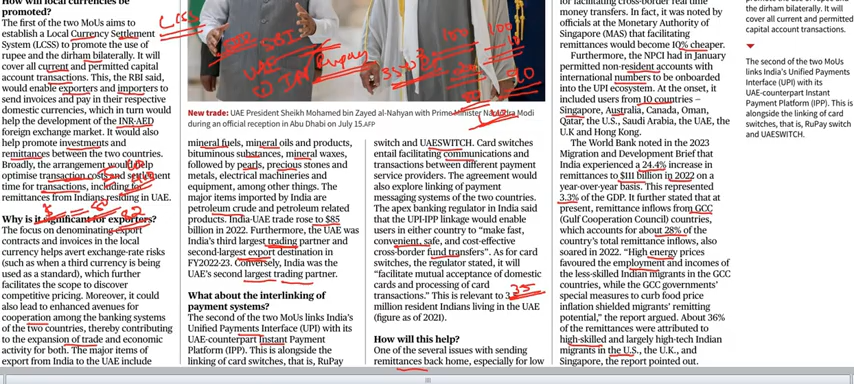 How will local currencies be
promoted?
The first of the two MoUs aims to
establish a Local Currency Settlement
System (LCSS) to promote the use of
rupee and the dirham bilaterally. It will
cover all current and permitted capital
account transactions. This, the RBI said,
would enable exporters and importers to
send invoices and pay in their respective
domestic currencies, which in turn would
help the development of the INR-AED
foreign exchange market. It would also
help promote investments and
remittances between the two countries.
Broadly, the arrangement would help
optimise transaction costs and settlement
time for transactions, including for
remittances from Indians residing in UAE.
Why is it significant for exporters?
The focus on denominating export
contracts and invoices in the local
currency helps avert exchange-rate risks
(such as when a third currency is being
used as a standard), which further
facilitates the scope to discover
competitive pricing. Moreover, it could
also lead to enhanced avenues for
cooperation among the banking systems
of the two countries, thereby contributing
to the expansion of trade and economic
activity for both. The major items of
export from India to the UAE include
LCSS
UAE
Rupay
90
New trade: UAE President Sheikh Mohamed bin Zayed al-Nahyan with Prime Minister Narendra Modi
during an official reception in Abu Dhabi on July 15. AFP
mineral fuels, mineral oils and products,
bituminous substances, mineral waxes,
followed by pearls, precious stones and
metals, electrical machineries and
equipment, among other things. The
major items imported by India are
petroleum crude and petroleum related
products. India-UAE trade rose to $85
billion in 2022. Furthermore, the UAE was
India's third largest trading partner and
second-largest export destination in
FY2022-23. Conversely, India was the
UAE's second largest trading partner.
What about the interlinking of
payment systems?
The second of the two MoUs links India's
Unified Payments Interface (UPI) with its
UAE-counterpart Instant Payment
Platform (IPP). This is alongside the
linking of card switches, that is, RuPay
switch and UAESWITCH. Card switches
entail facilitating communications and
transactions between different payment
service providers. The agreement would
also explore linking of payment
messaging systems of the two countries.
The apex banking regulator in India said
that the UPI-IPP linkage would enable
users in either country to “make fast,
convenient, safe, and cost-effective
cross-border fund transfers”. As for card
switches, the regulator stated, it will
“facilitate mutual acceptance of domestic
cards and processing of card
transactions.” This is relevant to
35
million resident Indians living in the UAE
(figure as of 2021).
How will this help?
One of the several issues with sending
remittances back home, especially for low
for facilitating cross-border real time
money transfers. In fact, it was noted by
officials at the Monetary Authority of
Singapore (MAS) that facilitating
remittances would become 10% cheaper.
Furthermore, the NPCI had in January
permitted non-resident accounts with
international numbers to be onboarded
into the UPI ecosystem. At the onset, it
included users from 10 countries –
Singapore, Australia, Canada, Oman,
Qatar, the U.S., Saudi Arabia, the UAE, the
U.K and Hong Kong.
The World Bank noted in the 2023
Migration and Development Brief that
India experienced a 24.4% increase in
remittances to $111 billion in 2022 on a
year-over-year basis. This represented
3.3% of the GDP. It further stated that at
present, remittance inflows from GCC
(Gulf Cooperation Council) countries,
which accounts for about 28% of the
country's total remittance inflows, also
soared in 2022. “High energy prices
favoured the employment and incomes of
the less-skilled Indian migrants in the GCC
countries, while the GCC governments'
special measures to curb food price
inflation shielded migrants' remitting
potential,” the report argued. About 36%
of the remittances were attributed to
high-skilled and largely high-tech Indian
migrants in the U.S., the U.K., and
Singapore, the report pointed out.
the dirham bilaterally. It will
cover all current and permitted
capital account transactions.
The second of the two MoUs
links India's Unified Payments
Interface (UPI) with its
UAE-counterpart Instant
Payment Platform (IPP). This is
alongside the linking of card
switches, that is, RuPay switch
and UAESWITCH.